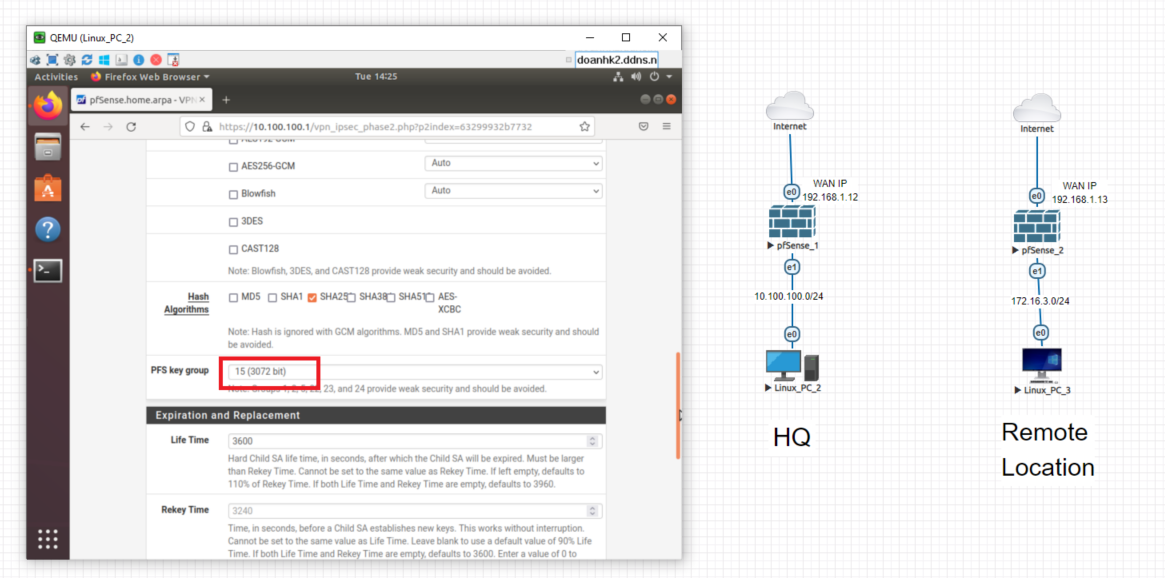 QEMU (Linux_PC_2)
doanhk2.ddns.n
Activities Firefox Web Browser Tue 14:25
pfSense.home.arpa - VPN
https://10.100.100.1/vpn_ipsec_phase2.php?p2index=63299932b7732
AES192-GCM
AES256-GCM Auto
Blowfish Auto
3DES
CAST128
Note: Blowfish, 3DES, and CAST128 provide weak security and should be avoided.
Hash Algorithms
MD5 SHA1 SHA25 SHA38 SHA51 AES-
XCBC
Note: Hash is ignored with GCM algorithms. MD5 and SHA1 provide weak security and should
be avoided.
PFS key group 15 (3072 bit)
Note: Groups 1, 2, 5, 22, 23, and 24 provide weak security and should be avoided.
Expiration and Replacement
Life Time 3600
Hard Child SA life time, in seconds, after which the Child SA will be expired. Must be larger
than Rekey Time. Cannot be set to the same value as Rekey Time. If left empty, defaults to
110% of Rekey Time. If both Life Time and Rekey Time are empty, defaults to 3960.
Rekey Time 3240
Time, in seconds, before a Child SA establishes new keys. This works without interruption.
Cannot be set to the same value as Life Time. Leave blank to use a default value of 90% Life
Time. If both Life Time and Rekey Time are empty, defaults to 3600. Enter a value of 0 to
Internet
WAN IP
e0
192.168.1.12
pfSense_1
e1
10.100.100.0/24
e0
Linux_PC_2
HQ
Internet
WAN IP
e0
192.168.1.13
pfSense_2
e1
172.16.3.0/24
e0
Linux_PC_3
Remote
Location